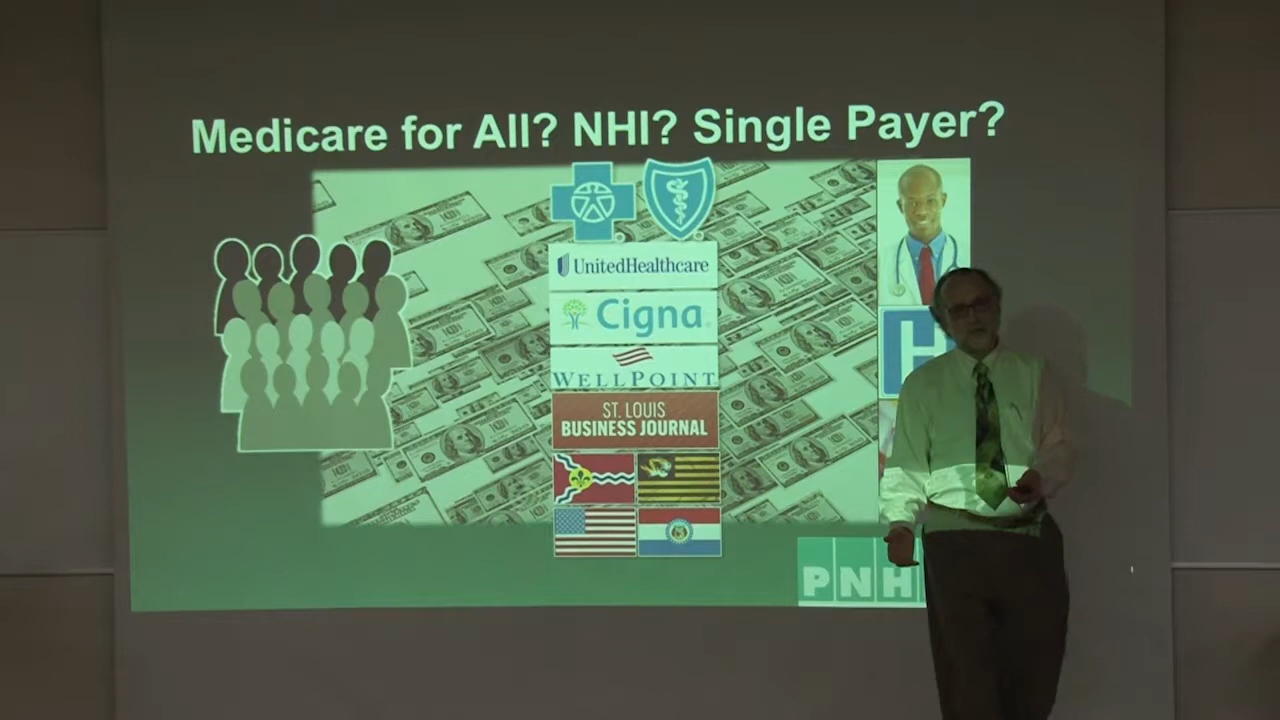 Medicare for All? NHI? Single Payer?
UnitedHealthcare
Cigna
WELLPOINT
ST. LOUIS
BUSINESS JOURNAL
H
PNH